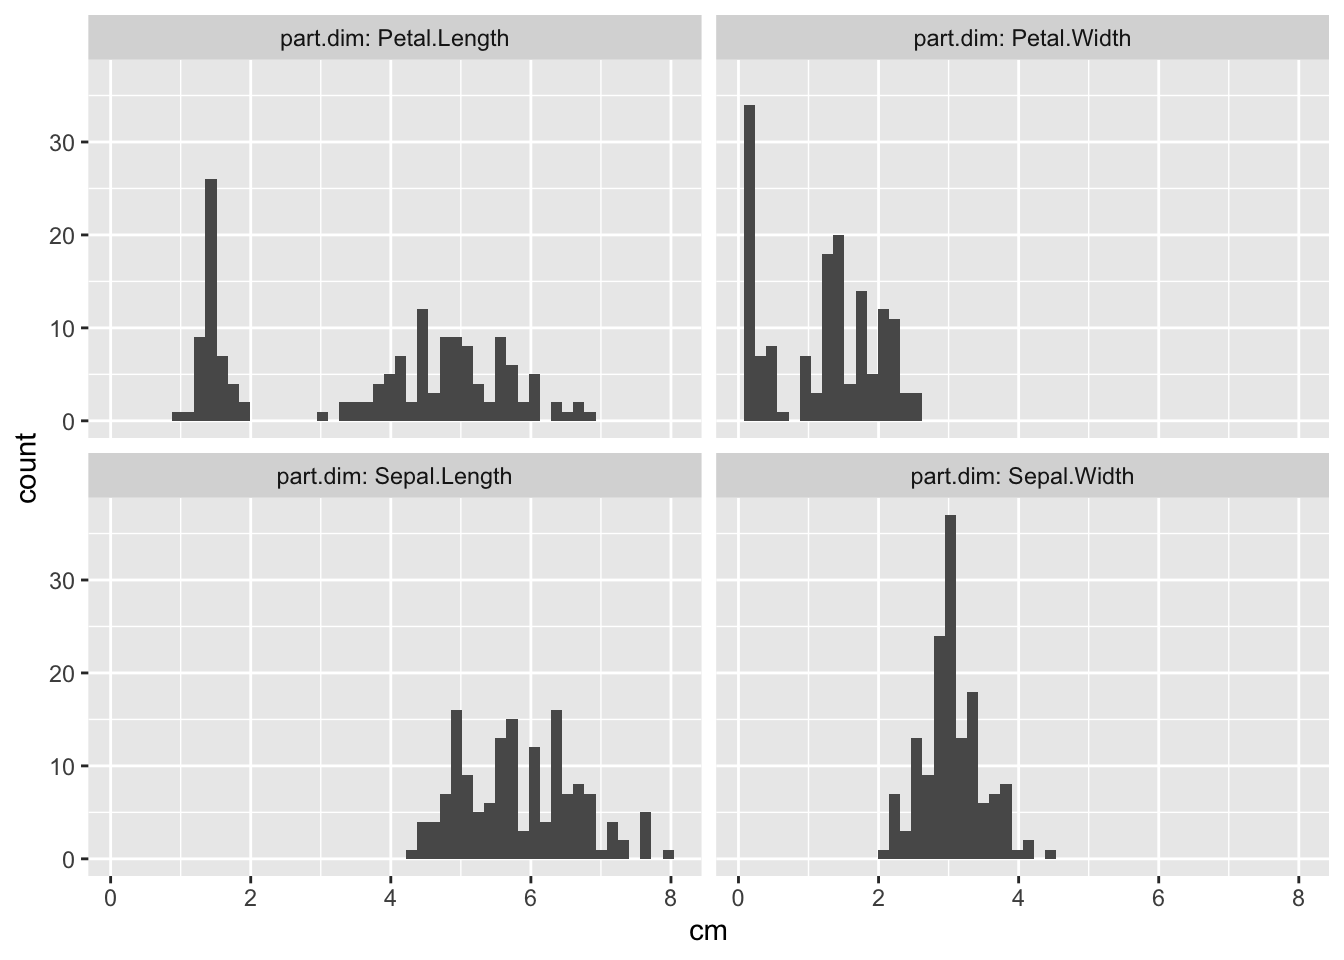 part.dim: Petal.Length
part.dim: Petal.Width
30
20
10
0
count
part.dim: Sepal.Length
part.dim: Sepal.Width
30
20
10
0
0 2 4 6 8
0 2 4 6 8
cm